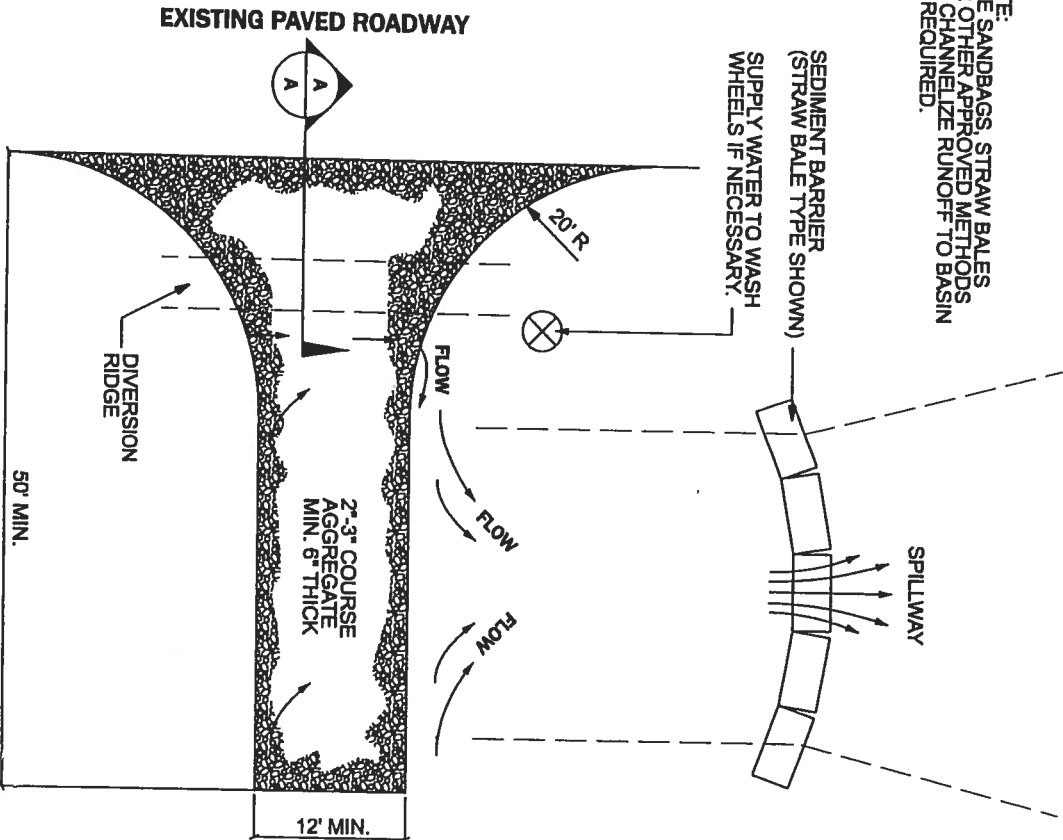 EXISTING PAVED ROADWAY
A
A
TE:
E SANDBAGS, STRAW BALES
OTHER APPROVED METHODS
CHANNELIZE RUNOFF TO BASIN
REQUIRED.
SEDIMENT BARRIER
(STRAW BALE TYPE SHOWN)
SUPPLY WATER TO WASH
WHEELS IF NECESSARY.
20' R
DIVERSION
RIDGE
FLOW
FLOW
FLOW
SPILLWAY
2"-3" COURSE
AGGREGATE
MIN. 6" THICK
50' MIN.
12' MIN.